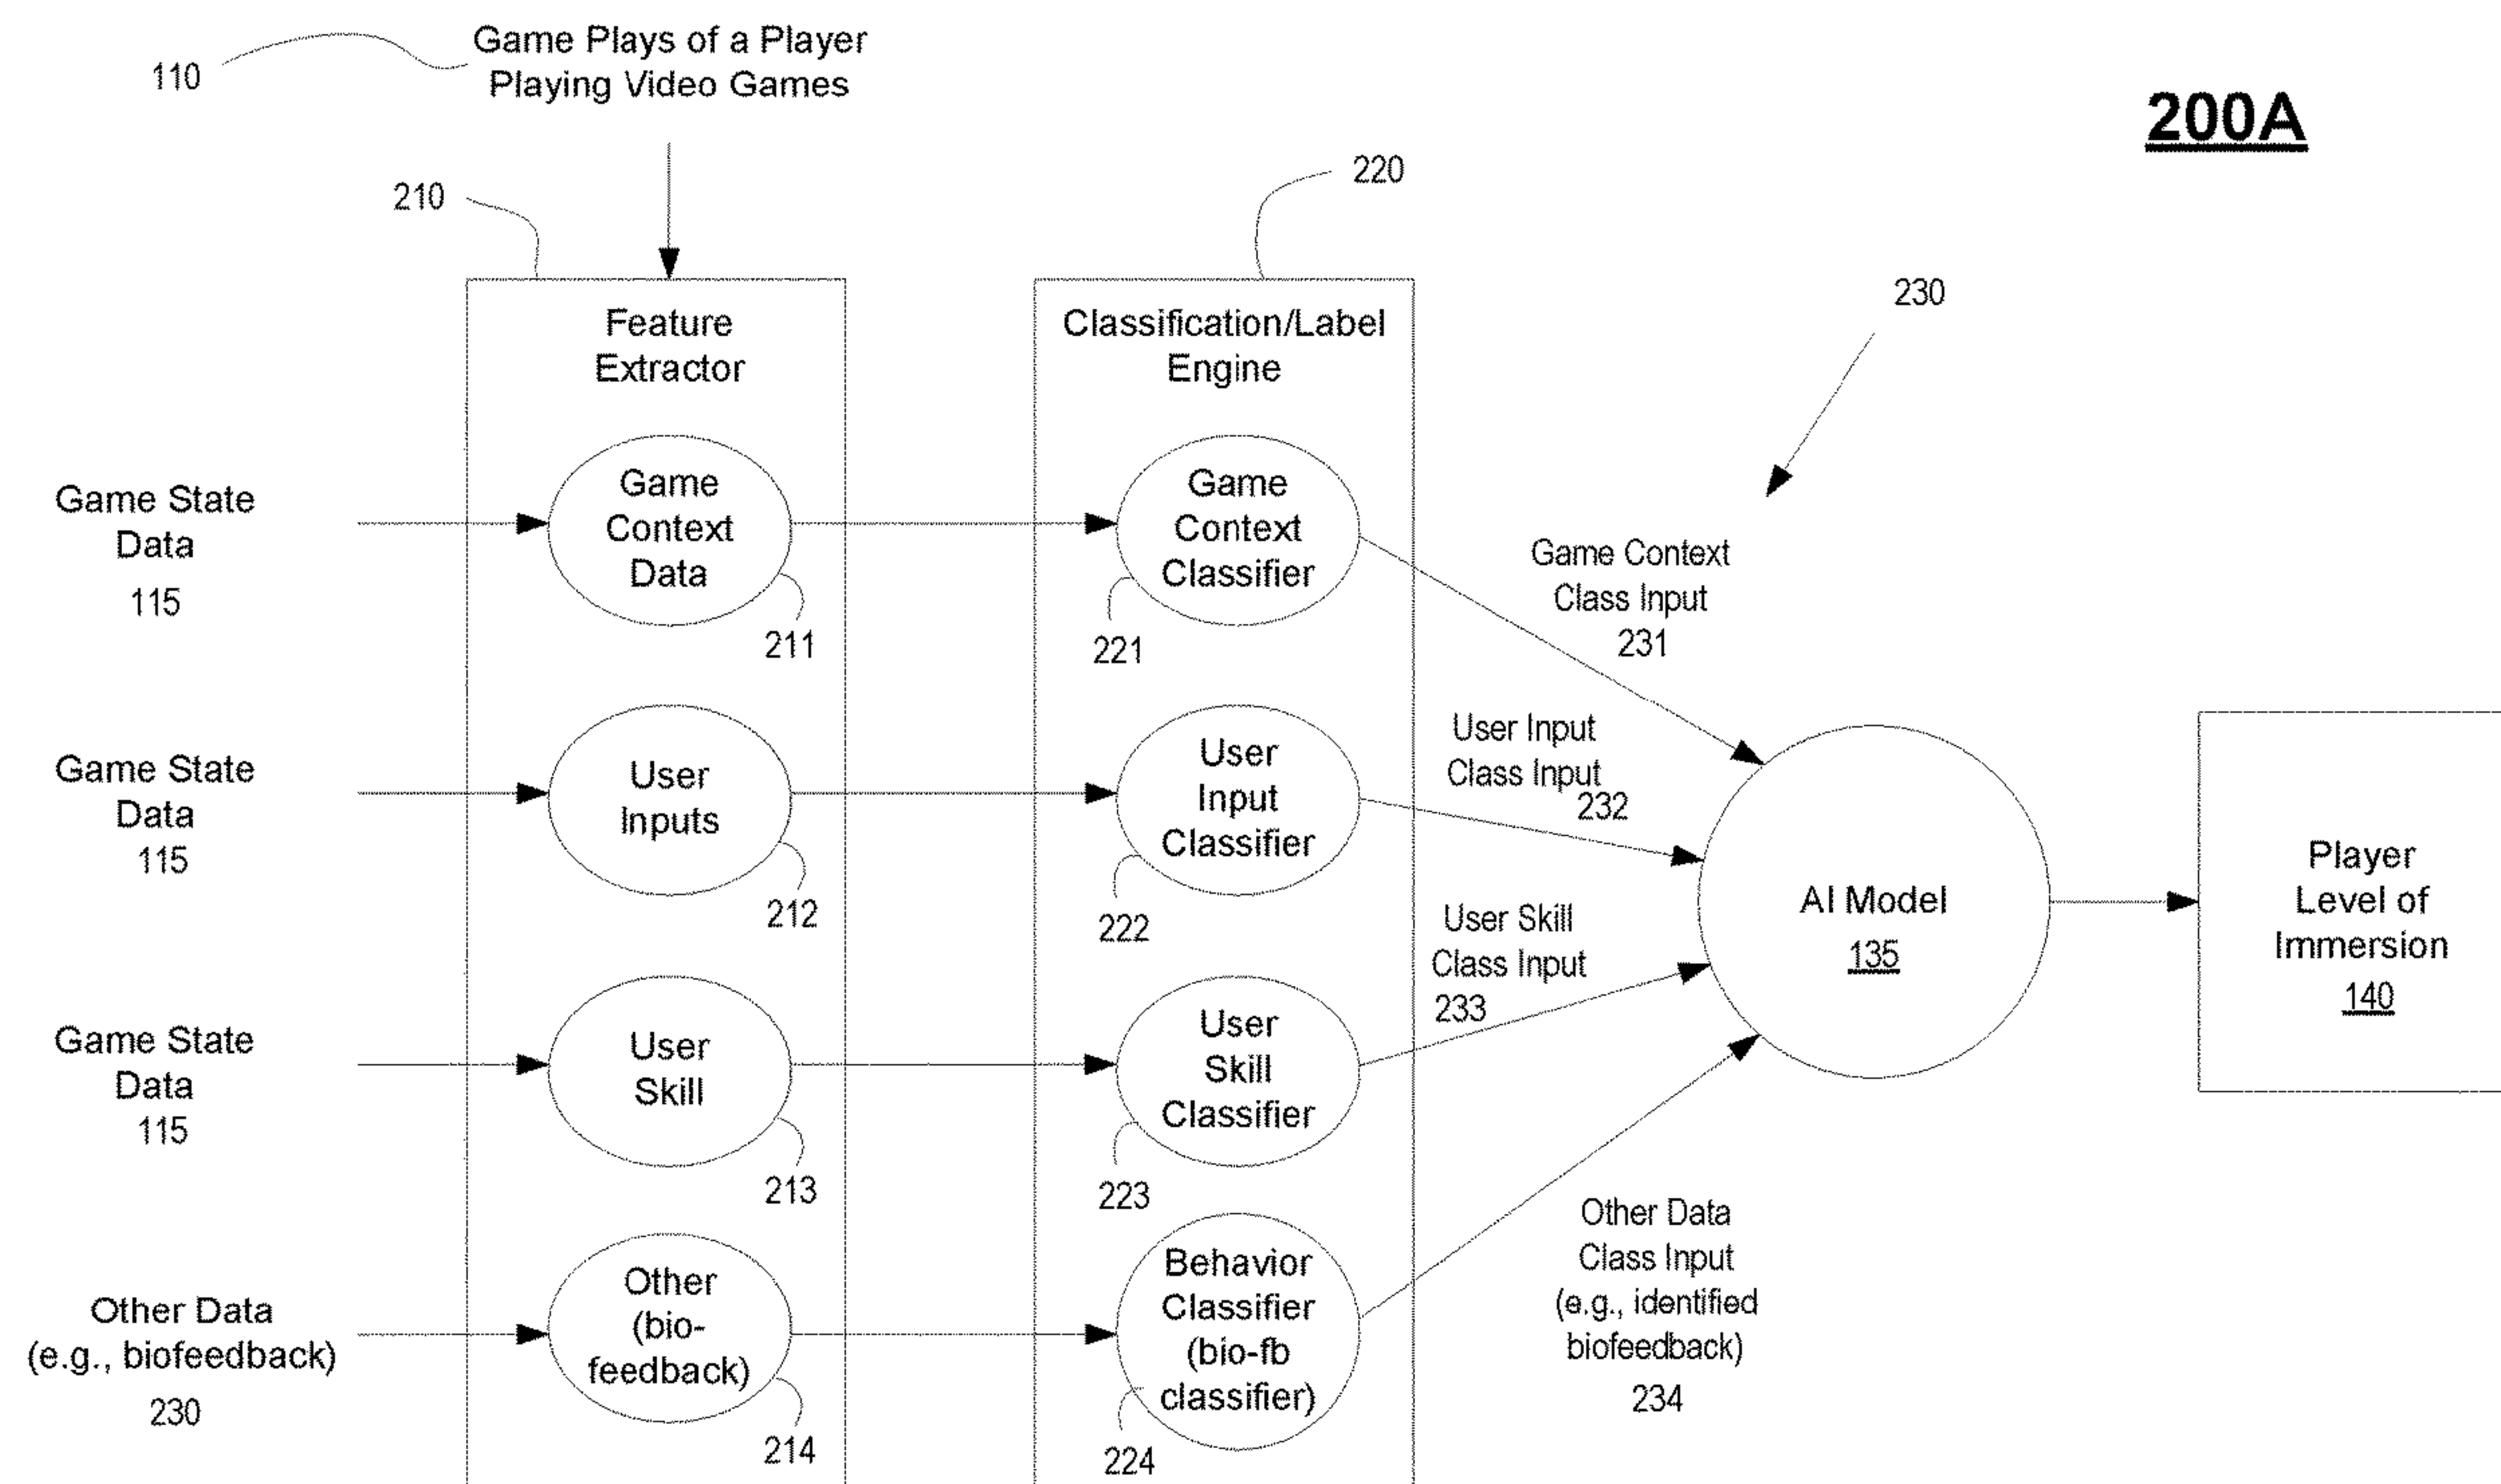 110
Game Plays of a Player
Playing Video Games
200A
210
220
230
Feature
Extractor
Classification/Label
Engine
Game State
Data
115
Game
Context
Data
211
Game
Context
Classifier
221
Game Context
Class Input
231
Game State
Data
115
User
Inputs
212
User
Input
Classifier
222
User Input
Class Input
232
Game State
Data
115
User
Skill
213
User
Skill
Classifier
223
User Skill
Class Input
233
Other Data
(e.g., biofeedback)
230
Other
(bio-
feedback)
214
Behavior
Classifier
(bio-fb
classifier)
224
Other Data
Class Input
(e.g., identified
biofeedback)
234
AI Model
135
Player
Level of
Immersion
140